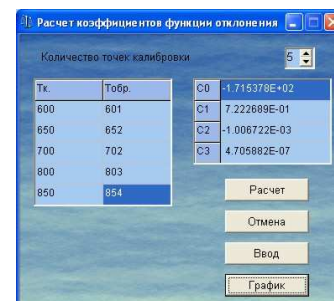 Расчет коэффициентов функции отклонения
Количество точек калибровки 5
Тк. Тобр.
600 601
650 652
700 702
800 803
850 854
C0 -1.715378E+02
C1 7.222689E-01
C2 -1.006722E-03
C3 4.705882E-07
Расчет
Отмена
Ввод
График